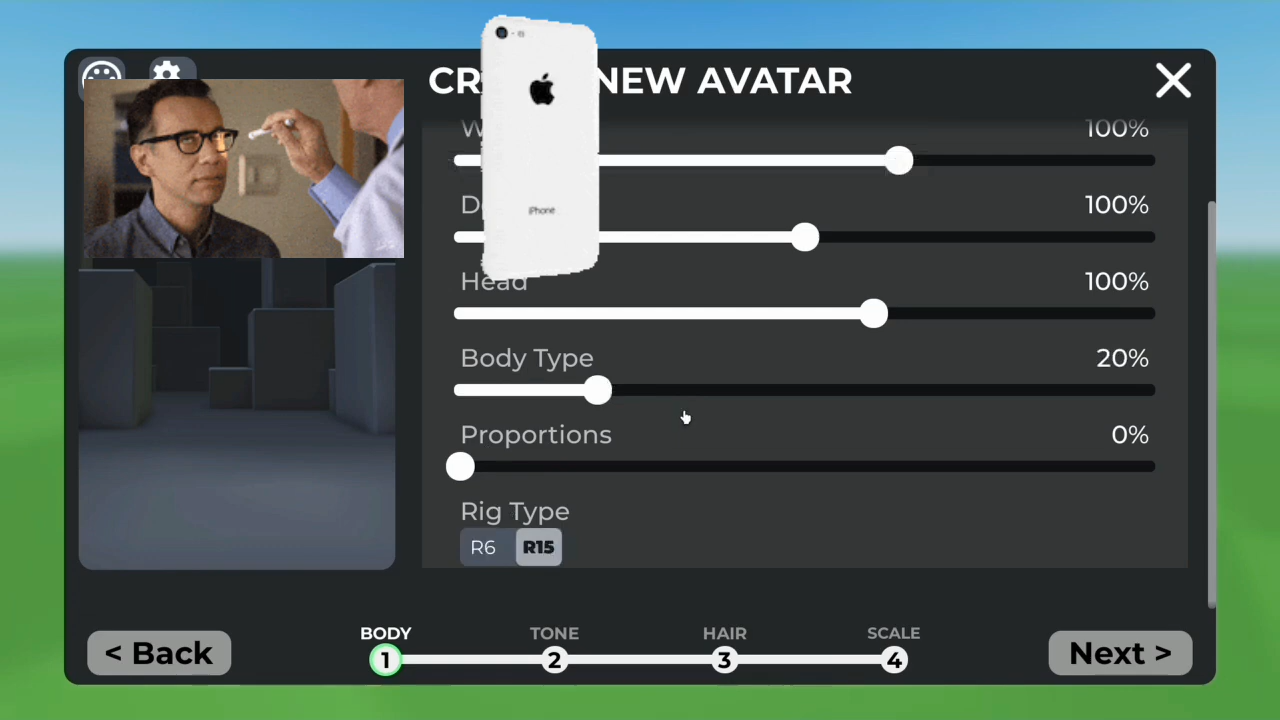 CR NEW AVATAR
W 100%
D 100%
iPhone
Head 100%
Body Type 20%
Proportions 0%
Rig Type
R6 R15
BODY TONE HAIR SCALE
< Back 1 2 3 4 Next >